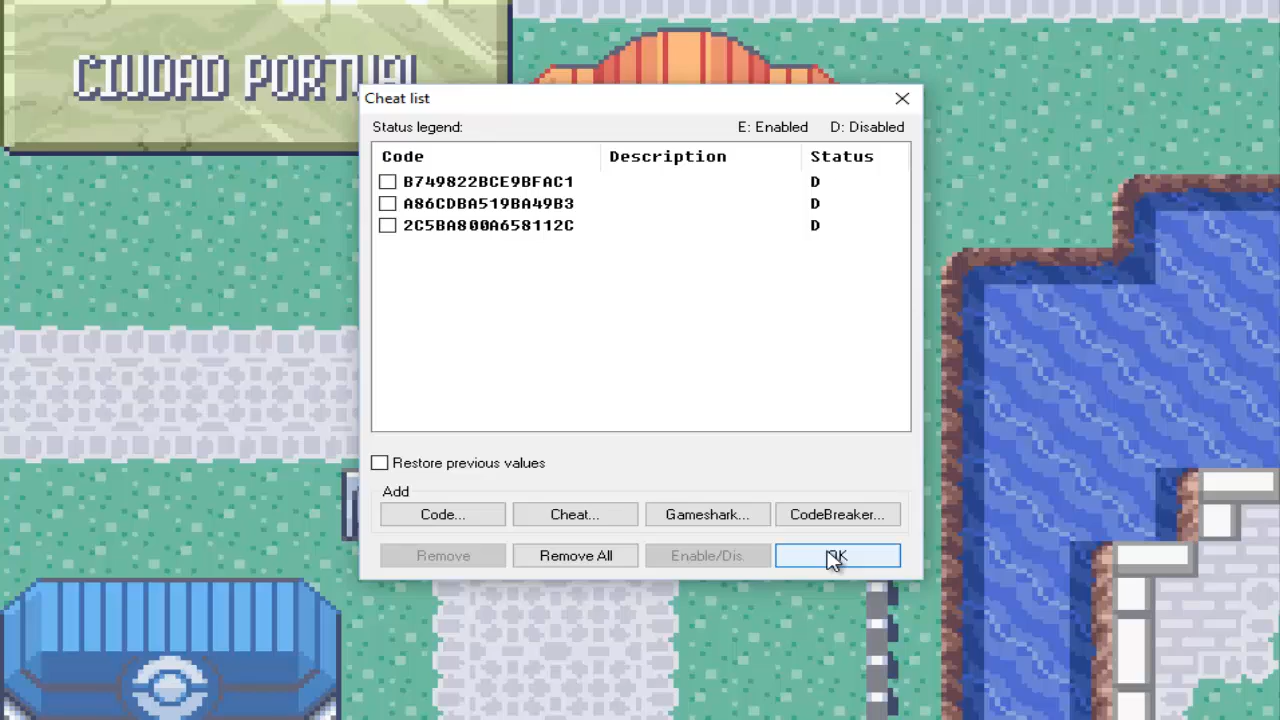 CIUDAD PORTUAL
Cheat list
Status legend: E: Enabled D: Disabled
Code Description Status
B749822BCE9BFAC1 D
A86CDBA519BA49B3 D
2C5BA800A658112C D
Restore previous values
Add
Code... Cheat... Gameshark... CodeBreaker...
Remove Remove All Enable/Dis. OK